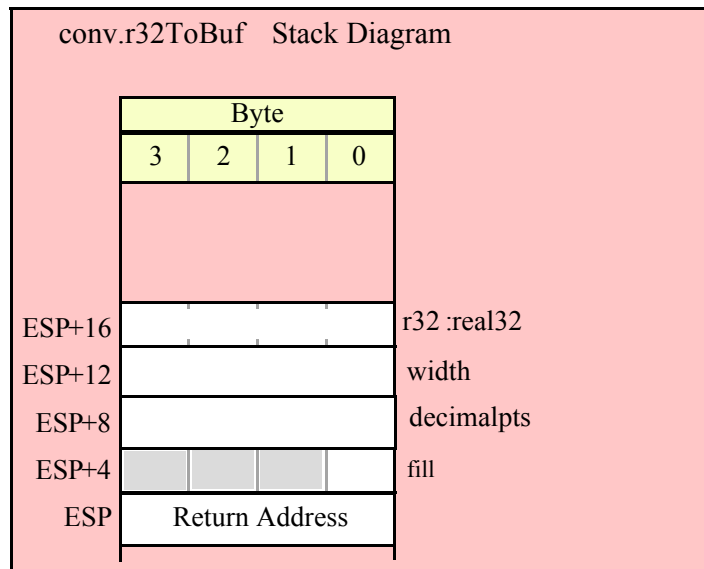 conv.r32ToBuf Stack Diagram
Byte
3 2 1 0
ESP+16 r32 :real32
ESP+12 width
ESP+8 decimalpts
ESP+4 fill
ESP Return Address